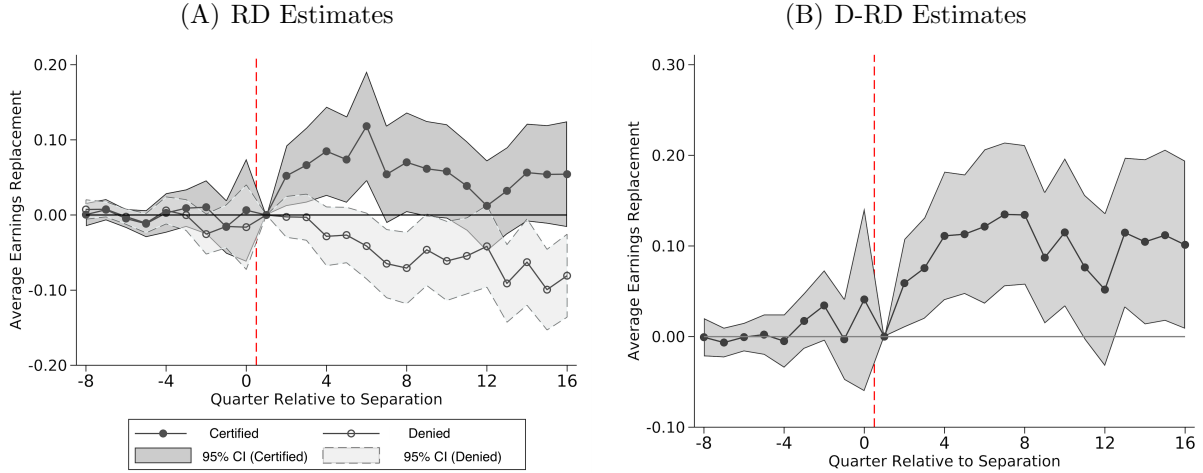 (A) RD Estimates
Average Earnings Replacement
0.20
0.10
0.00
-0.10
-0.20
-8 -4 0 4 8 12 16
Quarter Relative to Separation
Certified Denied
95% CI (Certified) 95% CI (Denied)
(B) D-RD Estimates
Average Earnings Replacement
0.30
0.20
0.10
0.00
-0.10
-8 -4 0 4 8 12 16
Quarter Relative to Separation